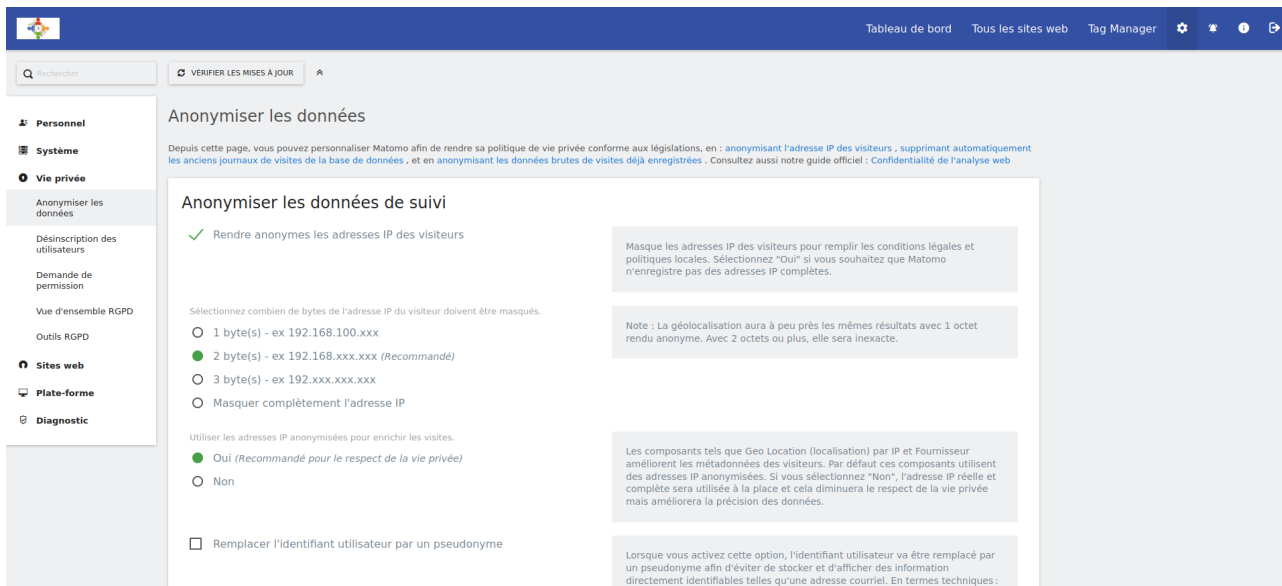 Tableau de bord Tous les sites web Tag Manager
Rechercher
VÉRIFIER LES MISES À JOUR
Personnel
Système
Vie privée
Anonymiser les
données
Désinscription des
utilisateurs
Demande de
permission
Vue d'ensemble RGPD
Outils RGPD
Sites web
Plate-forme
Diagnostic
Anonymiser les données
Depuis cette page, vous pouvez personnaliser Matomo afin de rendre sa politique de vie privée conforme aux législations, en : anonymisant l'adresse IP des visiteurs , supprimant automatiquement
les anciens journaux de visites de la base de données , et en anonymisant les données brutes de visites déjà enregistrées . Consultez aussi notre guide officiel : Confidentialité de l'analyse web
Anonymiser les données de suivi
Rendre anonymes les adresses IP des visiteurs
Masque les adresses IP des visiteurs pour remplir les conditions légales et
politiques locales. Sélectionnez "Oui" si vous souhaitez que Matomo
n'enregistre pas des adresses IP complètes.
Sélectionnez combien de bytes de l'adresse IP du visiteur doivent être masqués.
1 byte(s) - ex 192.168.100.xxx
2 byte(s) - ex 192.168.xxx.xxx (Recommandé)
3 byte(s) - ex 192.xxx.xxx.xxx
Masquer complètement l'adresse IP
Note : La géolocalisation aura à peu près les mêmes résultats avec 1 octet
rendu anonyme. Avec 2 octets ou plus, elle sera inexacte.
Utiliser les adresses IP anonymisées pour enrichir les visites.
Oui (Recommandé pour le respect de la vie privée)
Non
Les composants tels que Geo Location (localisation) par IP et Fournisseur
améliorent les métadonnées des visiteurs. Par défaut ces composants utilisent
des adresses IP anonymisées. Si vous sélectionnez "Non", l'adresse IP réelle et
complète sera utilisée à la place et cela diminuera le respect de la vie privée
mais améliorera la précision des données.
Remplacer l'identifiant utilisateur par un pseudonyme
Lorsque vous activez cette option, l'identifiant utilisateur va être remplacé par
un pseudonyme afin d'éviter de stocker et d'afficher des information
directement identifiables telles qu'une adresse courriel. En termes techniques :